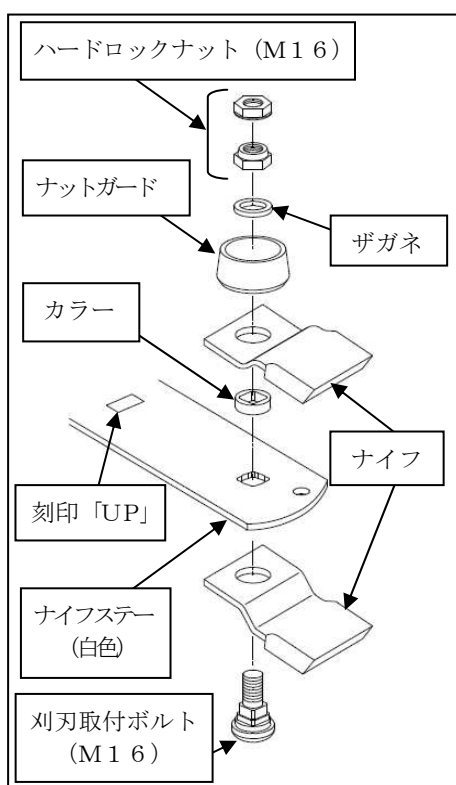 ハードロックナット（Ｍ１６）
ナットガード
ザガネ
カラー
ナイフ
刻印「UP」
ナイフステー
(白色)
刈刃取付ボルト
（Ｍ１６）